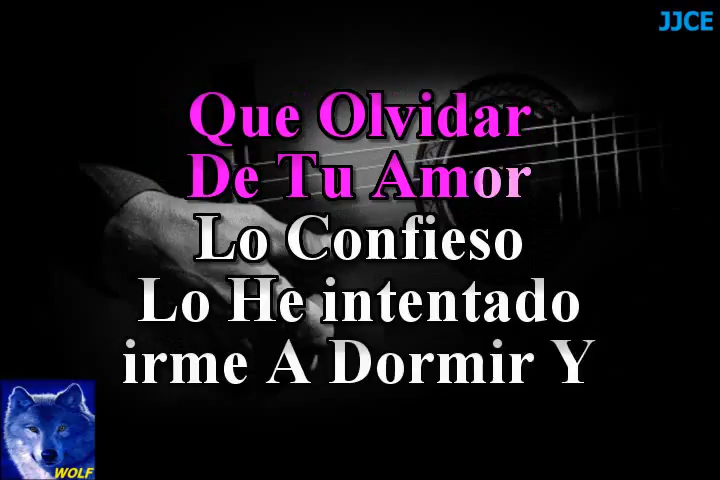 JJCE
Que Olvidar
De Tu Amor
Lo Confieso
Lo He intentado
irme A Dormir Y
WOLF